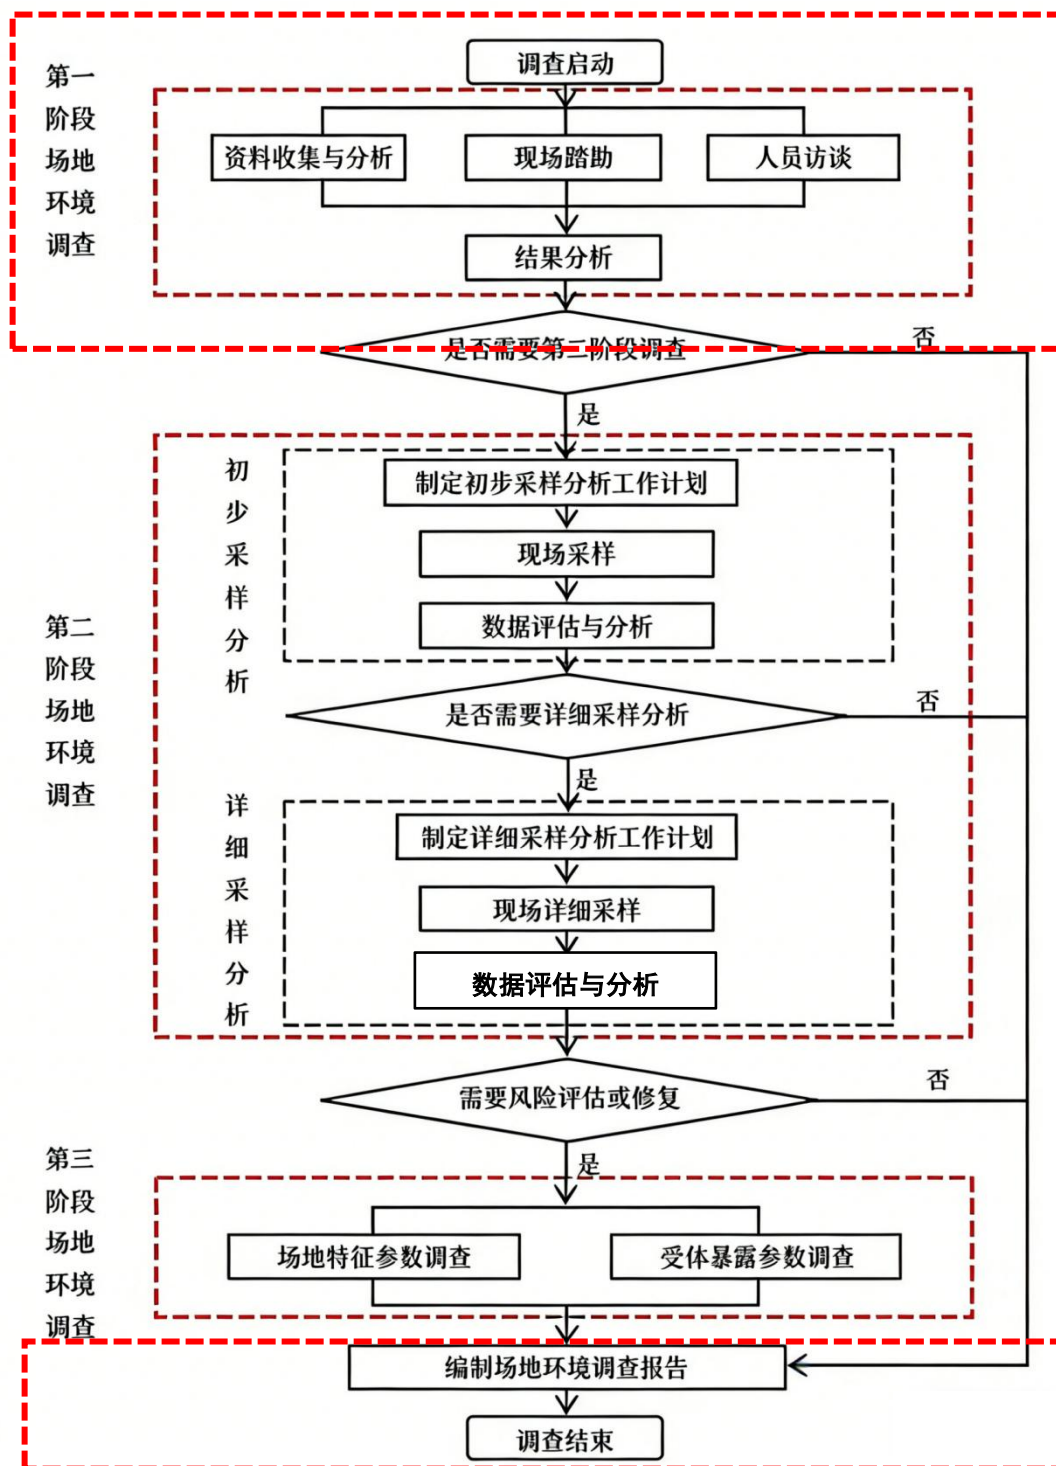 调查启动
第一
阶段
场地
环境
调查
资料收集与分析
现场踏助
人员访谈
结果分析
是否需要第二阶段调查
否
是
初
步
采
样
分
析
制定初步采样分析工作计划
现场采样
数据评估与分析
第二
阶段
场地
环境
调查
是否需要详细采样分析
否
是
详
细
采
样
分
析
制定详细采样分析工作计划
现场详细采样
数据评估与分析
需要风险评估或修复
否
是
第三
阶段
场地
环境
调查
场地特征参数调查
受体暴露参数调查
编制场地环境调查报告
调查结束